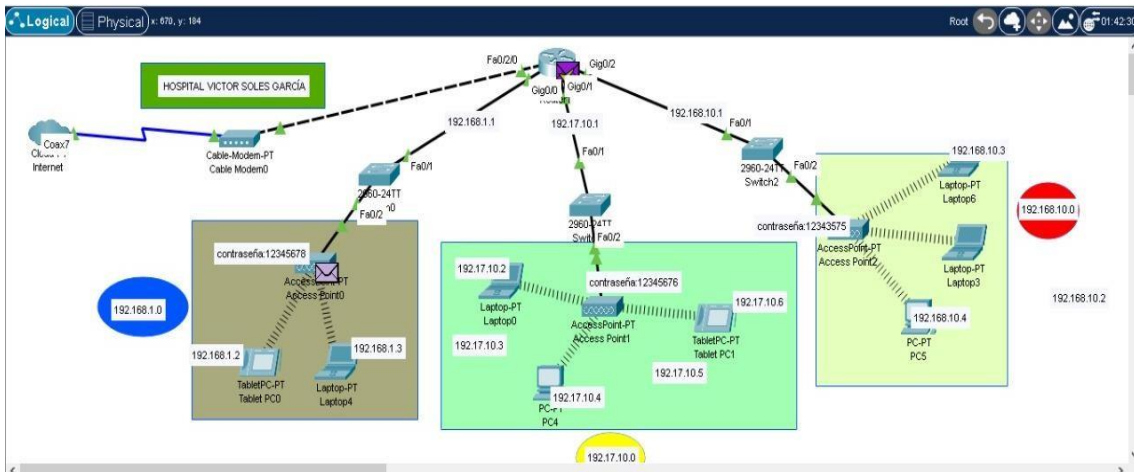 Logical
Physical
x: 670, y: 184
Root
01:42:30
HOSPITAL VICTOR SOLES GARCÍA
Fa0/2/0
Gig0/0
Gig0/1
Gig0/2
Coax7
Internet
Cable-Modem-PT
Cable Modem0
192.168.1.1
192.17.10.1
192.168.10.1
Fa0/1
Fa0/1
Fa0/1
2960-24TT
Fa0/2
2960-24TT
Fa0/2
2960-24TT
Switch2
Fa0/2
contraseña:12345678
Access Point0
192.168.1.0
192.168.1.2
TabletPC-PT
Tablet PC0
192.168.1.3
Laptop-PT
Laptop4
contraseña:12345676
AccessPoint-PT
Access Point1
192.17.10.2
Laptop-PT
Laptop0
192.17.10.3
192.17.10.4
PC4
192.17.10.5
192.17.10.6
TabletPC-PT
Tablet PC1
192.17.10.0
contraseña:12343575
AccessPoint-PT
Access Point2
192.168.10.3
Laptop-PT
Laptop6
Laptop-PT
Laptop3
192.168.10.4
PC-PT
PC5
192.168.10.0
192.168.10.2